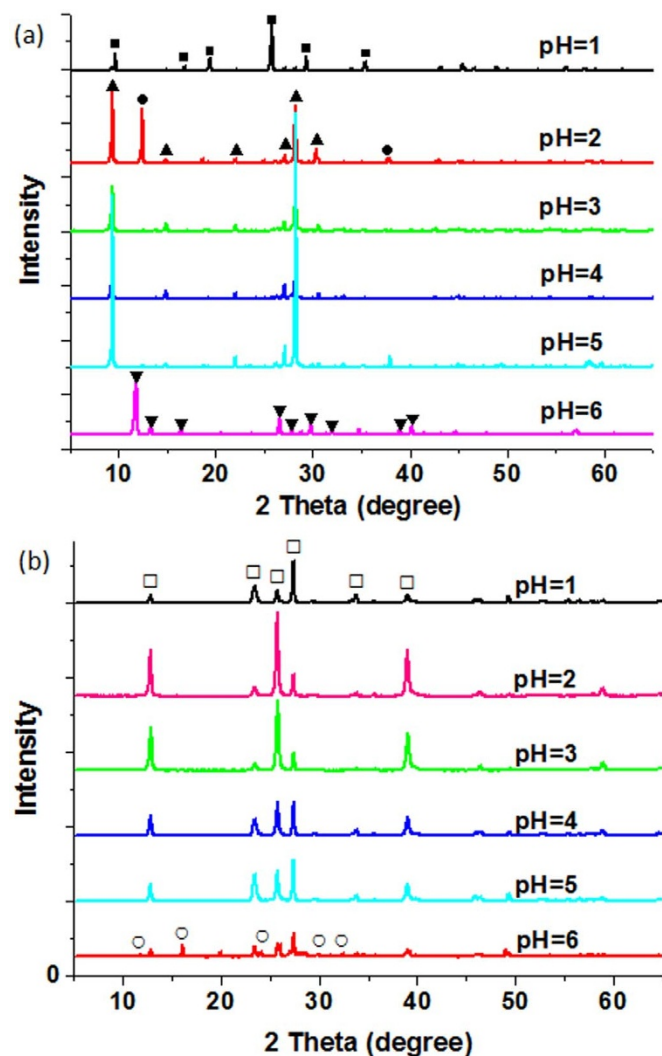 (a)
pH=1
pH=2
pH=3
pH=4
pH=5
pH=6
Intensity
10 20 30 40 50 60
2 Theta (degree)
(b)
pH=1
pH=2
pH=3
pH=4
pH=5
pH=6
Intensity
0
10 20 30 40 50 60
2 Theta (degree)